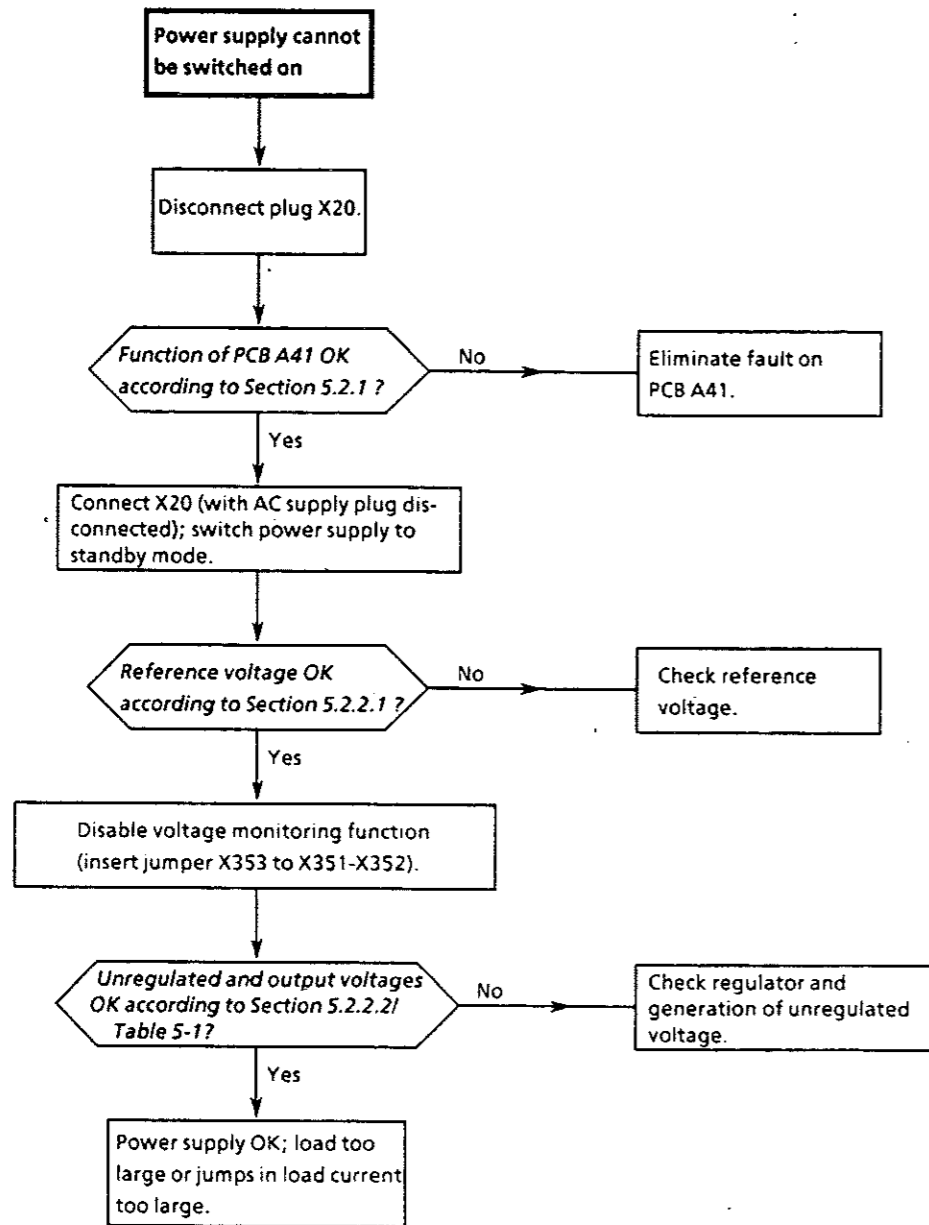 Power supply cannot
be switched on
Disconnect plug X20.
Function of PCB A41 OK
according to Section 5.2.1 ?
No
Eliminate fault on
PCB A41.
Yes
Connect X20 (with AC supply plug dis-
connected); switch power supply to
standby mode.
Reference voltage OK
according to Section 5.2.2.1 ?
No
Check reference
voltage.
Yes
Disable voltage monitoring function
(insert jumper X353 to X351-X352).
Unregulated and output voltages
OK according to Section 5.2.2.2/
Table 5-1?
No
Check regulator and
generation of unregulated
voltage.
Yes
Power supply OK; load too
large or jumps in load current
too large.